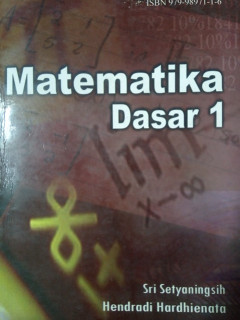 ISBN 979-98971-1-6
Matematika
Dasar 1
lim
x→∞
Sri Setyaningsih
Hendradi Hardhienata